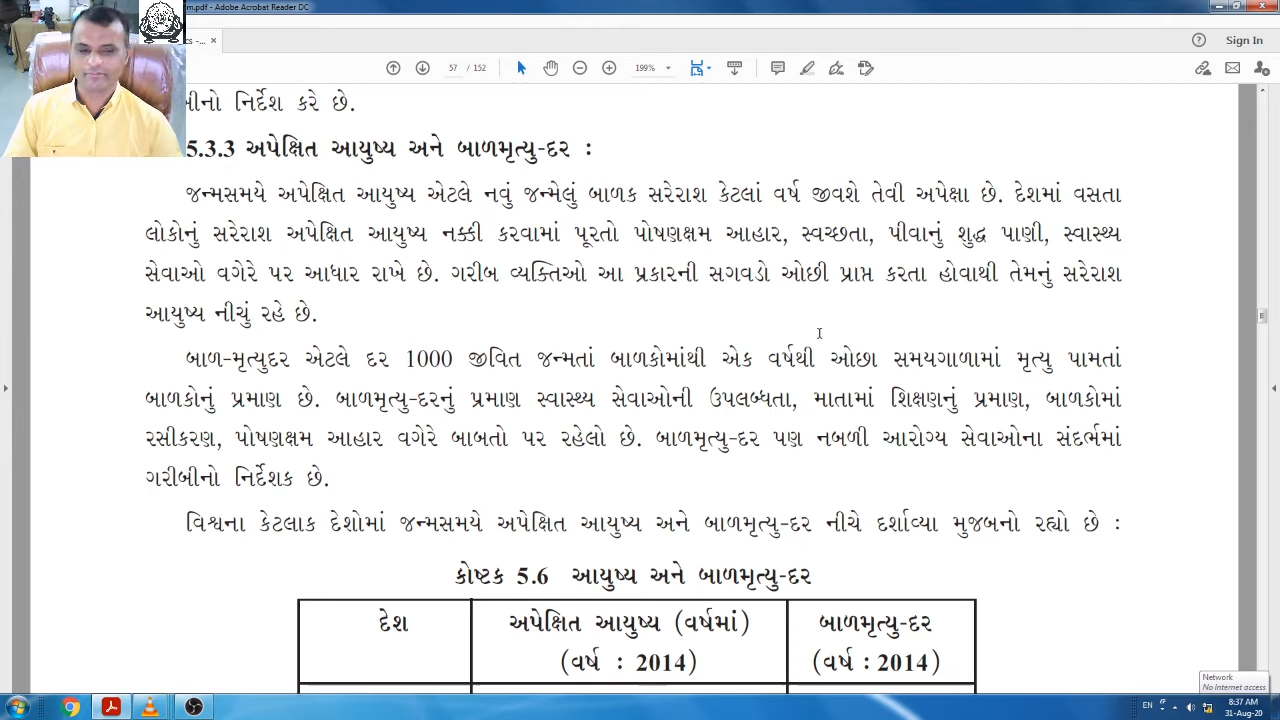 m.pdf - Adobe Acrobat Reader DC
cs -...
Sign In
57 / 152
199%
બીનો નિર્દેશ કરે છે.
5.3.3 અપેક્ષિત આયુષ્ય અને બાળમૃત્યુ-દર :
જન્મસમયે અપેક્ષિત આયુષ્ય એટલે નવું જન્મેલું બાળક સરેરાશ કેટલાં વર્ષ જીવશે તેવી અપેક્ષા છે. દેશમાં વસતા
લોકોનું સરેરાશ અપેક્ષિત આયુષ્ય નક્કી કરવામાં પૂરતો પોષણક્ષમ આહાર, સ્વચ્છતા, પીવાનું શુદ્ધ પાણી, સ્વાસ્થ્ય
સેવાઓ વગેરે પર આધાર રાખે છે. ગરીબ વ્યક્તિઓ આ પ્રકારની સગવડો ઓછી પ્રાપ્ત કરતા હોવાથી તેમનું સરેરાશ
આયુષ્ય નીચું રહે છે.
બાળ-મૃત્યુદર એટલે દર 1000 જીવિત જન્મતાં બાળકોમાંથી એક વર્ષથી ઓછા સમયગાળામાં મૃત્યુ પામતાં
બાળકોનું પ્રમાણ છે. બાળમૃત્યુ-દરનું પ્રમાણ સ્વાસ્થ્ય સેવાઓની ઉપલબ્ધતા, માતામાં શિક્ષણનું પ્રમાણ, બાળકોમાં
રસીકરણ, પોષણક્ષમ આહાર વગેરે બાબતો પર રહેલો છે. બાળમૃત્યુ-દર પણ નબળી આરોગ્ય સેવાઓના સંદર્ભમાં
ગરીબીનો નિર્દેશક છે.
વિશ્વના કેટલાક દેશોમાં જન્મસમયે અપેક્ષિત આયુષ્ય અને બાળમૃત્યુ-દર નીચે દર્શાવ્યા મુજબનો રહ્યો છે :
કોષ્ટક 5.6 આયુષ્ય અને બાળમૃત્યુ-દર
દેશ
અપેક્ષિત આયુષ્ય (વર્ષમાં)
(વર્ષ : 2014)
બાળમૃત્યુ-દર
(વર્ષ : 2014)
Network
No Internet access
EN
8:37 AM
31-Aug-20